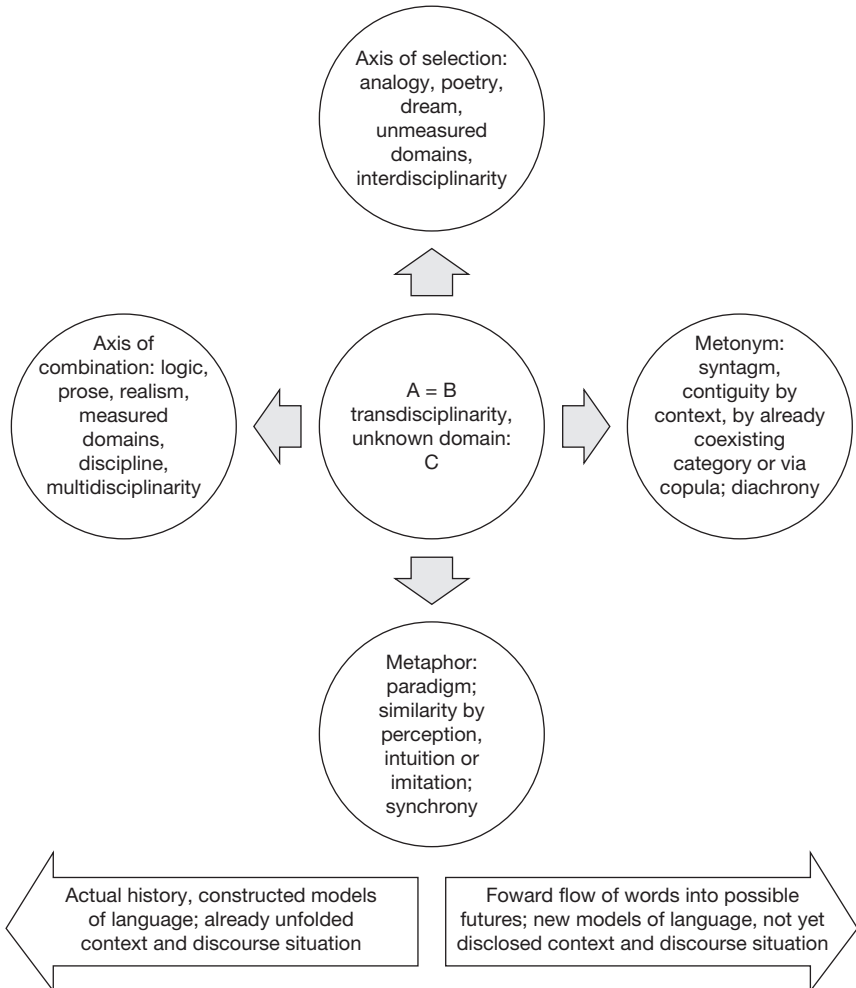 Axis of selection:
analogy, poetry,
dream,
unmeasured
domains,
interdisciplinarity
Axis of
combination: logic,
prose, realism,
measured
domains,
discipline,
multidisciplinarity
A = B
transdisciplinarity,
unknown domain:
C
Metonym:
syntagm,
contiguity by
context, by already
coexisting
category or via
copula; diachrony
Metaphor:
paradigm;
similarity by
perception,
intuition or
imitation;
synchrony
Actual history, constructed models
of language; already unfolded
context and discourse situation
Foward flow of words into possible
futures; new models of language, not yet
disclosed context and discourse situation